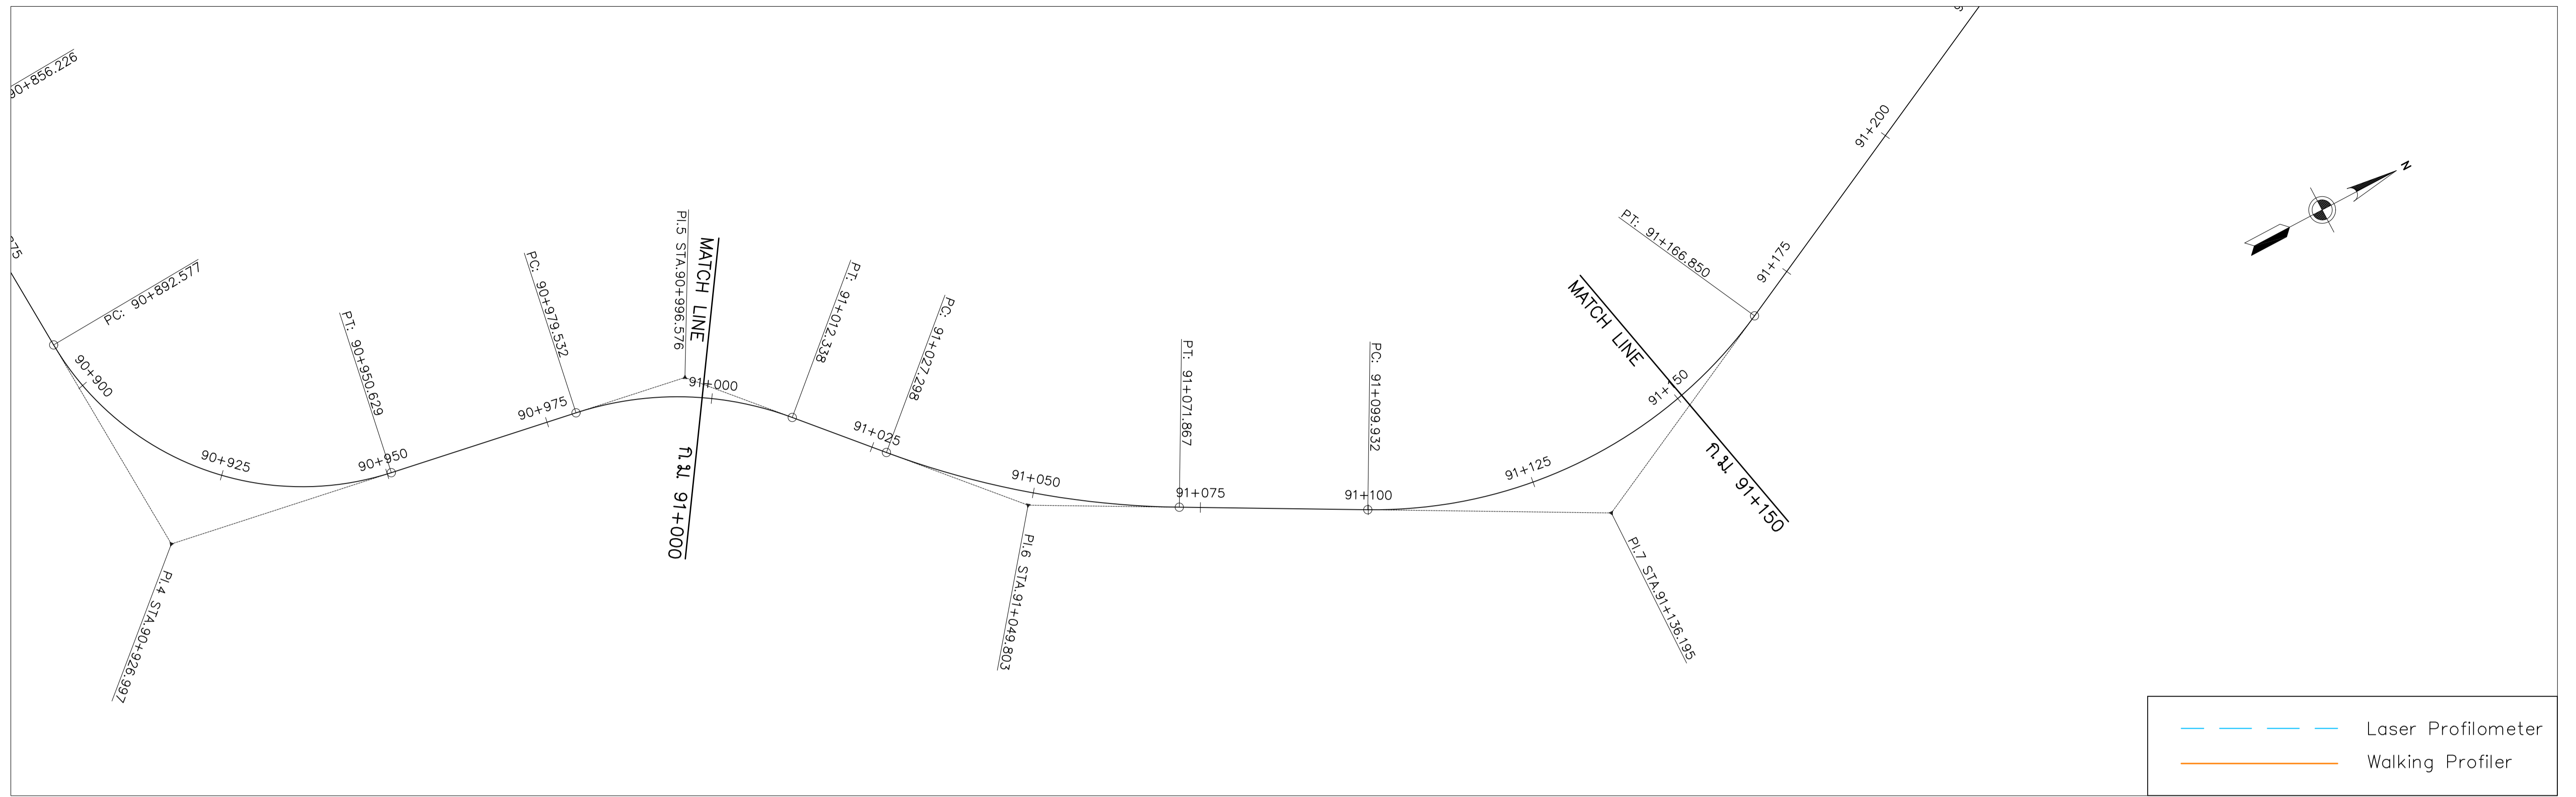 90+856.226
PC: 90+892.577
90+900
PI.4 STA.90+926.997
90+925
PT: 90+950.629
90+950
PC: 90+979.532
90+975
PI.5 STA.90+996.576
MATCH LINE ก.ม. 91+000
91+000
PT: 91+012.338
91+025
PC: 91+027.298
PI.6 STA.91+049.803
91+050
PT: 91+071.867
91+075
PC: 91+099.932
91+100
91+125
PI.7 STA.91+136.195
MATCH LINE ก.ม. 91+150
91+150
PT: 91+166.850
91+175
91+200
N
Laser Profilometer
Walking Profiler